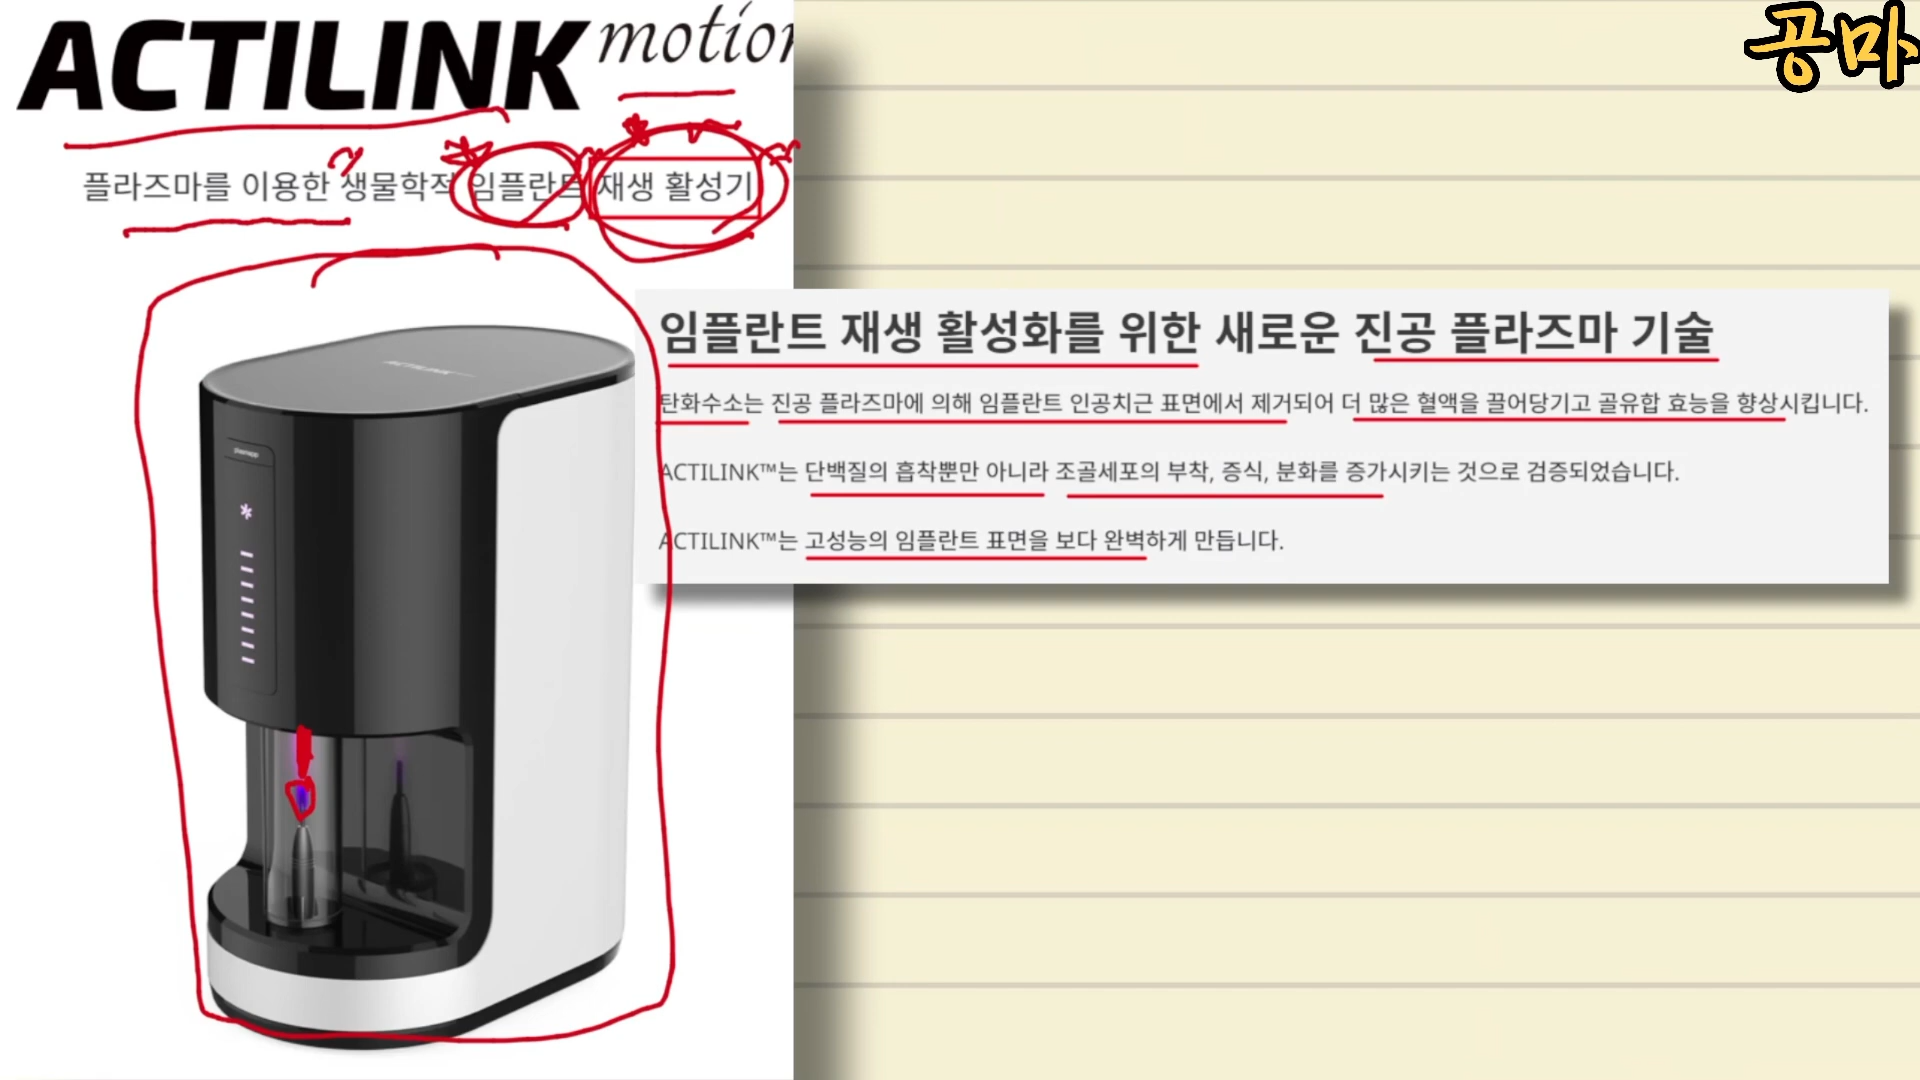 ACTILINK motion
플라즈마를 이용한 생물학적 임플란트 재생 활성기
공마
임플란트 재생 활성화를 위한 새로운 진공 플라즈마 기술
탄화수소는 진공 플라즈마에 의해 임플란트 인공치근 표면에서 제거되어 더 많은 혈액을 끌어당기고 골유합 효능을 향상시킵니다.
ACTILINK™는 단백질의 흡착뿐만 아니라 조골세포의 부착, 증식, 분화를 증가시키는 것으로 검증되었습니다.
ACTILINK™는 고성능의 임플란트 표면을 보다 완벽하게 만듭니다.
ACTILINK